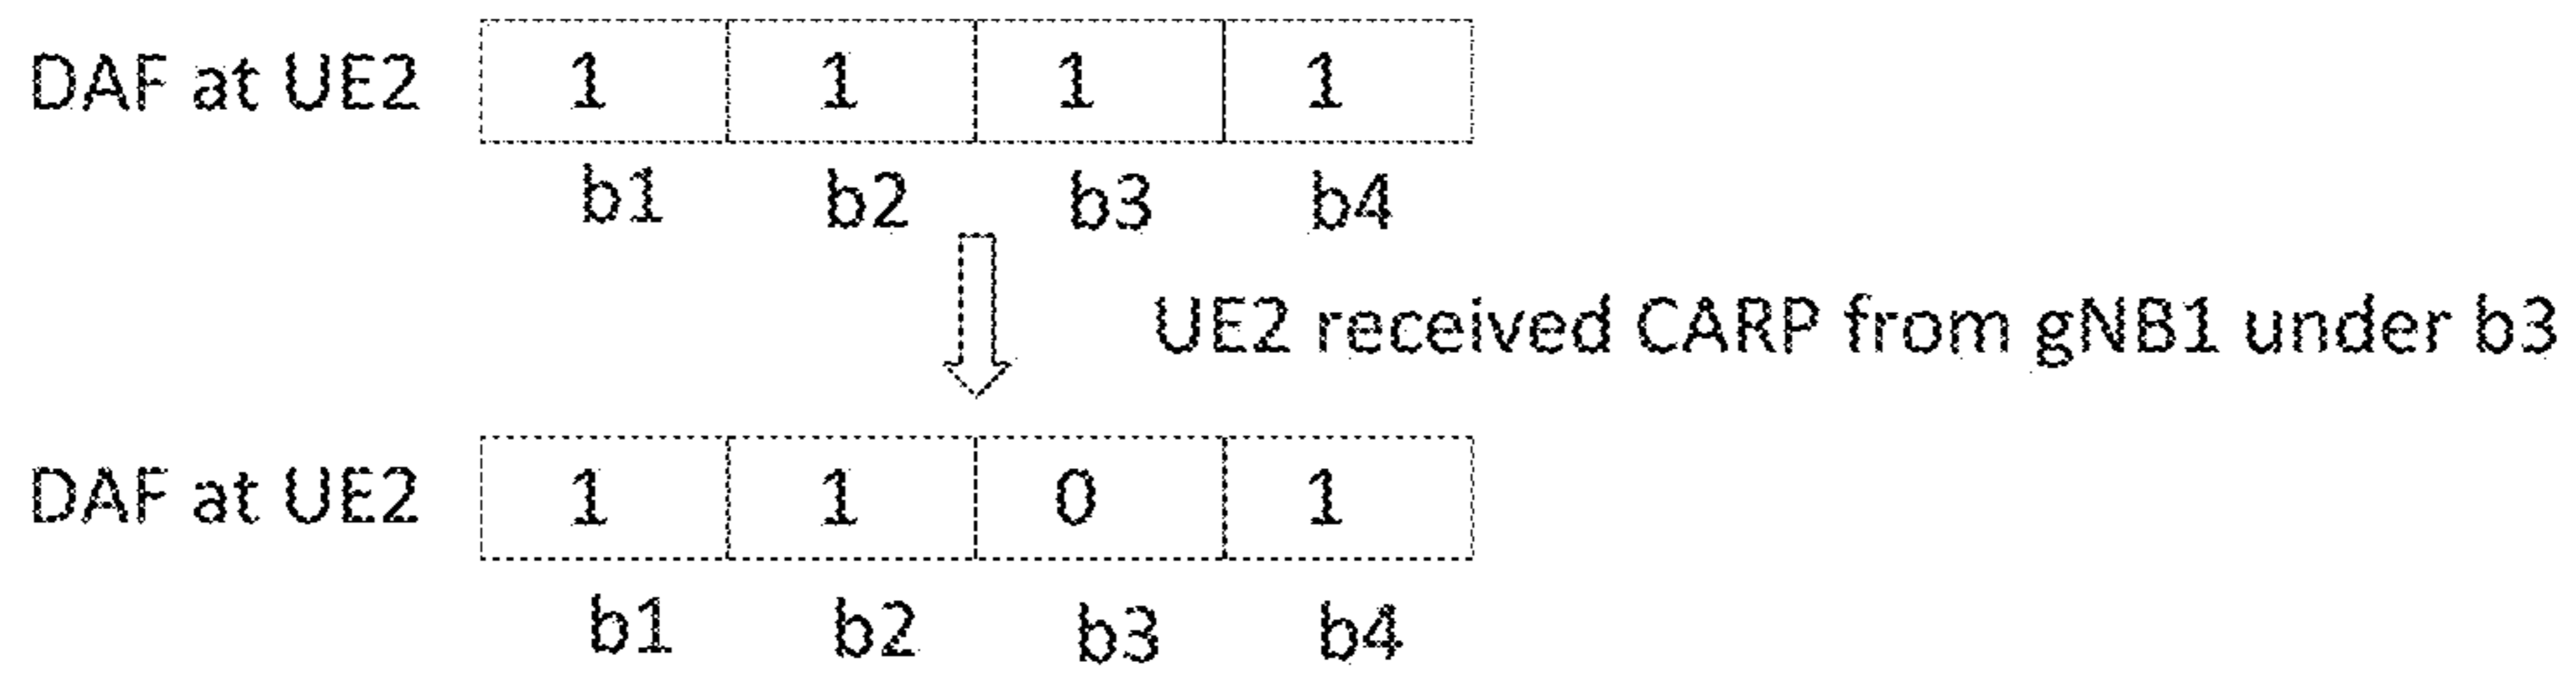 DAF at UE2 1 1 1 1
b1 b2 b3 b4
UE2 received CARP from gNB1 under b3
DAF at UE2 1 1 0 1
b1 b2 b3 b4